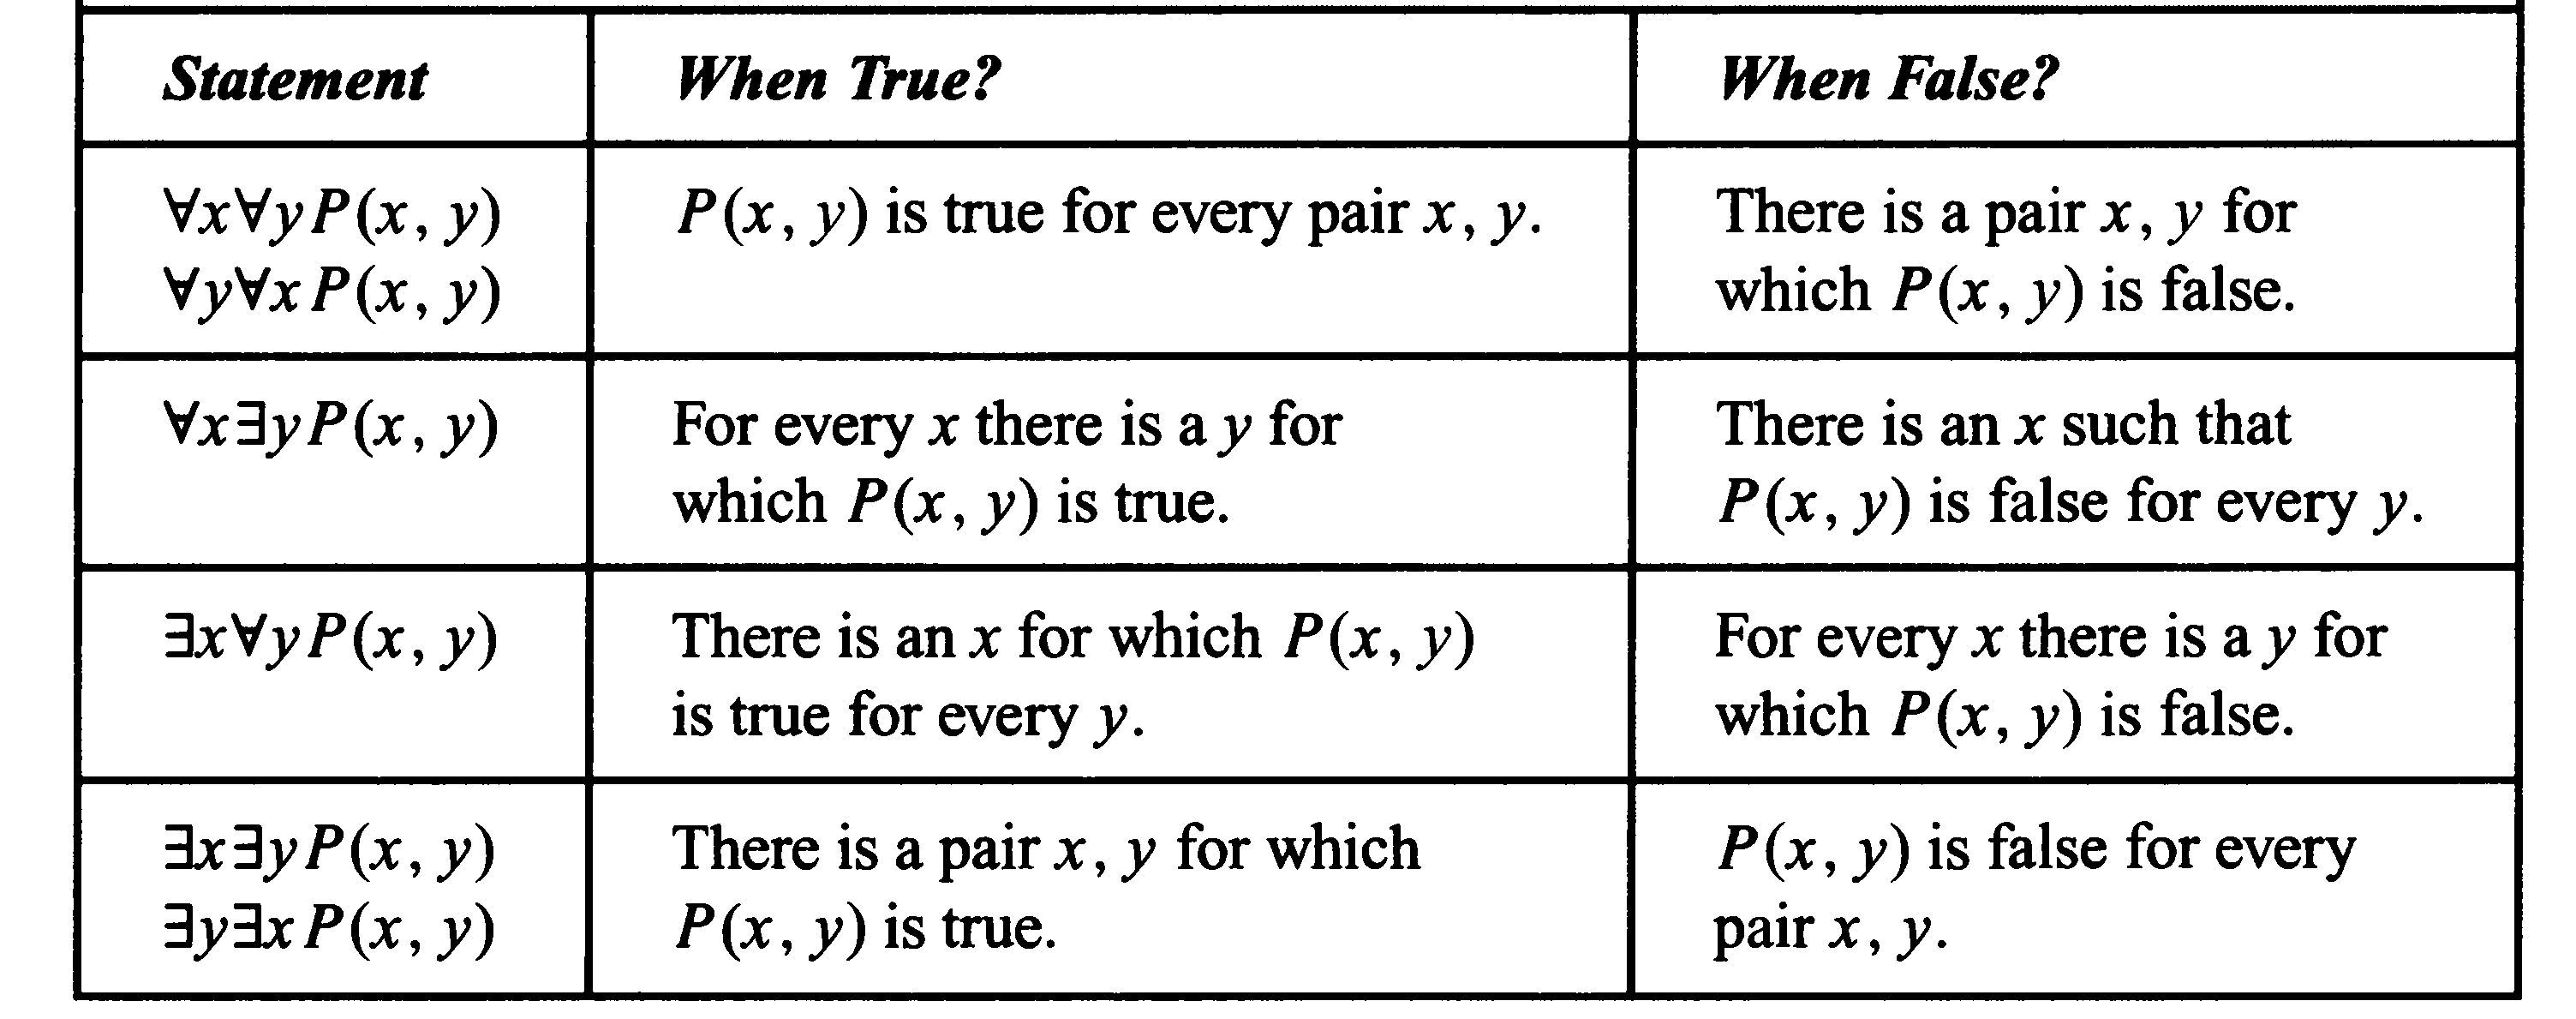 Statement When True? When False?
∀x∀yP(x, y) P(x, y) is true for every pair x, y. There is a pair x, y for
∀y∀xP(x, y) which P(x, y) is false.
∀x∃yP(x, y) For every x there is a y for There is an x such that
which P(x, y) is true. P(x, y) is false for every y.
∃x∀yP(x, y) There is an x for which P(x, y) For every x there is a y for
is true for every y. which P(x, y) is false.
∃x∃yP(x, y) There is a pair x, y for which P(x, y) is false for every
∃y∃xP(x, y) P(x, y) is true. pair x, y.